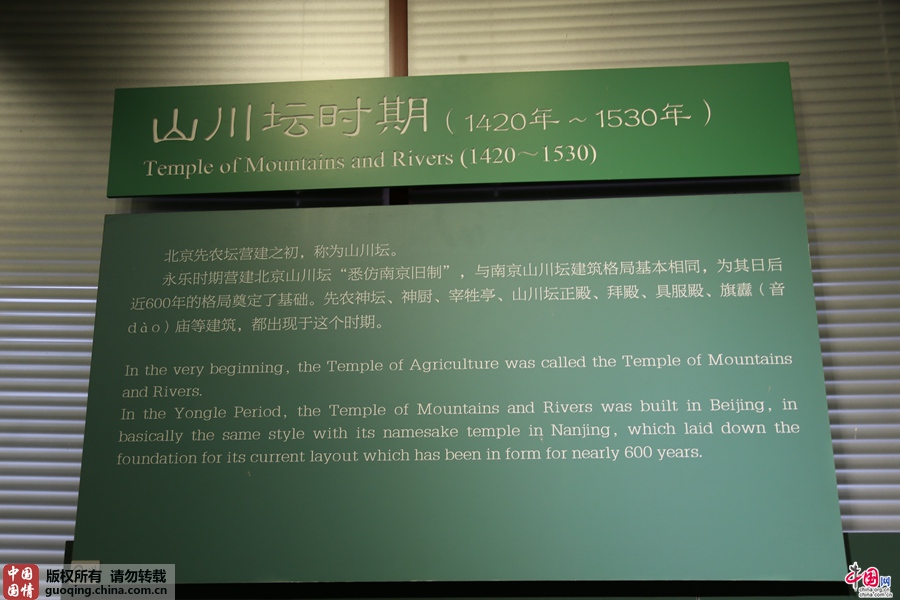 山川坛时期（1420年～1530年）
Temple of Mountains and Rivers (1420～1530)
北京先农坛营建之初，称为山川坛。
永乐时期营建北京山川坛“悉仿南京旧制”，与南京山川坛建筑格局基本相同，为其日后
近600年的格局奠定了基础。先农神坛、神厨、宰牲亭、山川坛正殿、拜殿、具服殿、旗纛（音
dào）庙等建筑，都出现于这个时期。
In the very beginning, the Temple of Agriculture was called the Temple of Mountains
and Rivers.
In the Yongle Period, the Temple of Mountains and Rivers was built in Beijing, in
basically the same style with its namesake temple in Nanjing, which laid down the
foundation for its current layout which has been in form for nearly 600 years.
中国
国情
版权所有 请勿转载
guoqing.china.com.cn
中国网
china.com.cn